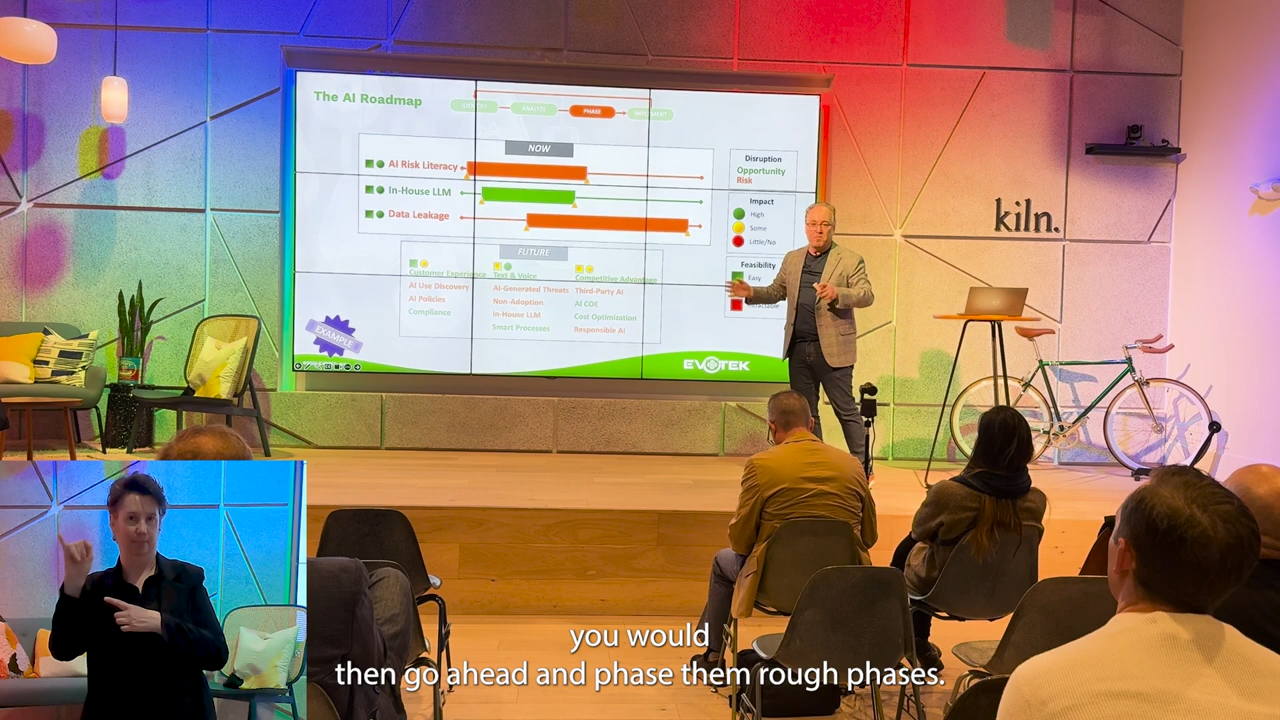 The AI Roadmap
IDENTIFY ANALYZE PHASE IMPLEMENT
NOW
AI Risk Literacy
In-House LLM
Data Leakage
Disruption
Opportunity
Risk
Impact
High
Some
Little/No
Feasibility
Easy
FUTURE
Customer Experience
AI Use Discovery
AI Policies
Compliance
Text & Voice
AI-Generated Threats
Non-Adoption
In-House LLM
Smart Processes
Competitive Advantage
Third-Party AI
AI COE
Cost Optimization
Responsible AI
EXAMPLE
EVOTEK
kiln.
you would
then go ahead and phase them rough phases.